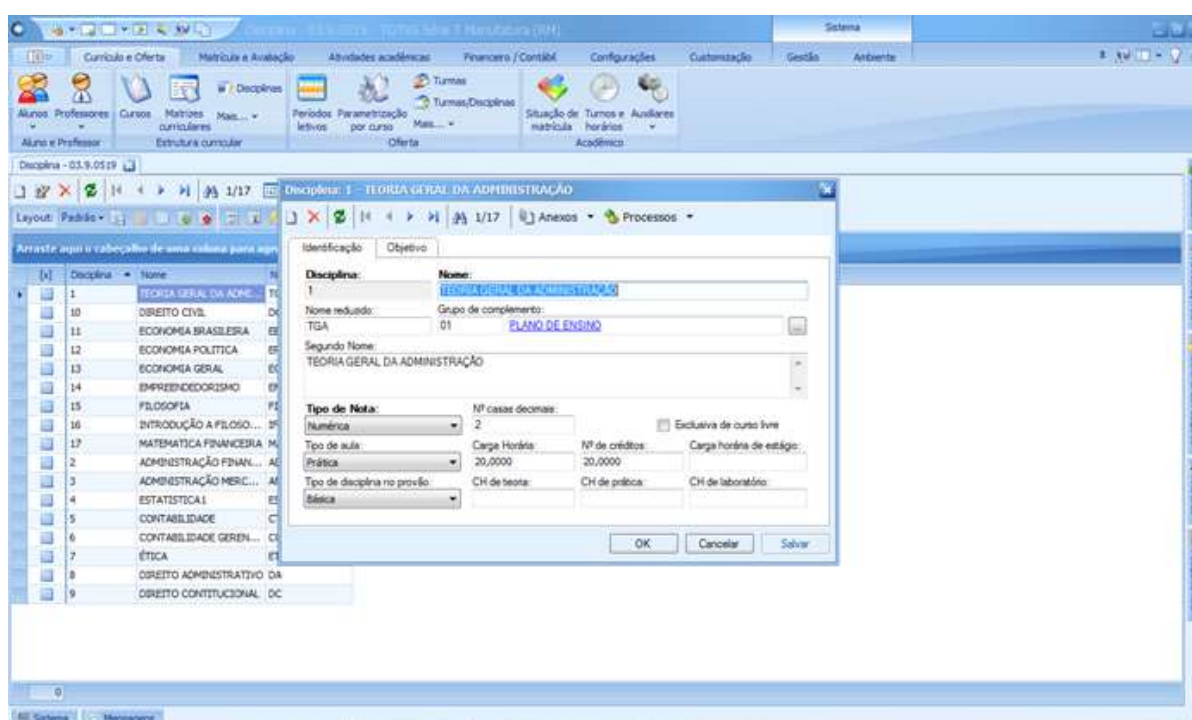 TOTVS Série T Manufatura (RM)
Sistema
Currículo e Oferta Matrícula e Avaliação Atividades acadêmicas Financeiro / Contábil Configurações Customização Gestão Ambiente
Alunos Professores Cursos Matrizes curriculares Disciplinas Mais... Períodos letivos Parametrização por curso Turmas Turmas/Disciplinas Mais... Situação de matrícula Turnos e horários Auxiliares
Aluno e Professor Estrutura curricular Oferta Acadêmico
Disciplina - 03.9.0519
1/17
Layout: Padrão
Arraste aqui o cabeçalho de uma coluna para
[x] Disciplina Nome
1 TEORIA GERAL DA ADMI...
10 DIREITO CIVIL
11 ECONOMIA BRASILEIRA
12 ECONOMIA POLITICA
13 ECONOMIA GERAL
14 EMPREENDEDORISMO
15 FILOSOFIA
16 INTRODUÇÃO A FILOSO...
17 MATEMATICA FINANCEIRA
2 ADMINISTRAÇÃO FINAN...
3 ADMINISTRAÇÃO MERC...
4 ESTATISTICA I
5 CONTABILIDADE
6 CONTABILIDADE GEREN...
7 ÉTICA
8 DIREITO ADMINISTRATIVO DA
9 DIREITO CONTITUCIONAL DC
Disciplina: 1 - TEORIA GERAL DA ADMINISTRAÇÃO
1/17 Anexos Processos
Identificação Objetivo
Disciplina: Nome:
1 TEORIA GERAL DA ADMINISTRAÇÃO
Nome reduzido: Grupo de complemento:
TGA 01 PLANO DE ENSINO ...
Segundo Nome:
TEORIA GERAL DA ADMINISTRAÇÃO
Tipo de Nota: Nº casas decimais:
Numérica 2 Exclusiva de curso livre
Tipo de aula: Carga Horária: Nº de créditos: Carga horária de estágio:
Prática 20,0000 20,0000
Tipo de disciplina no provão: CH de teoria: CH de prática: CH de laboratório:
Básica
OK Cancelar Salvar
0
Sistema Mensagens